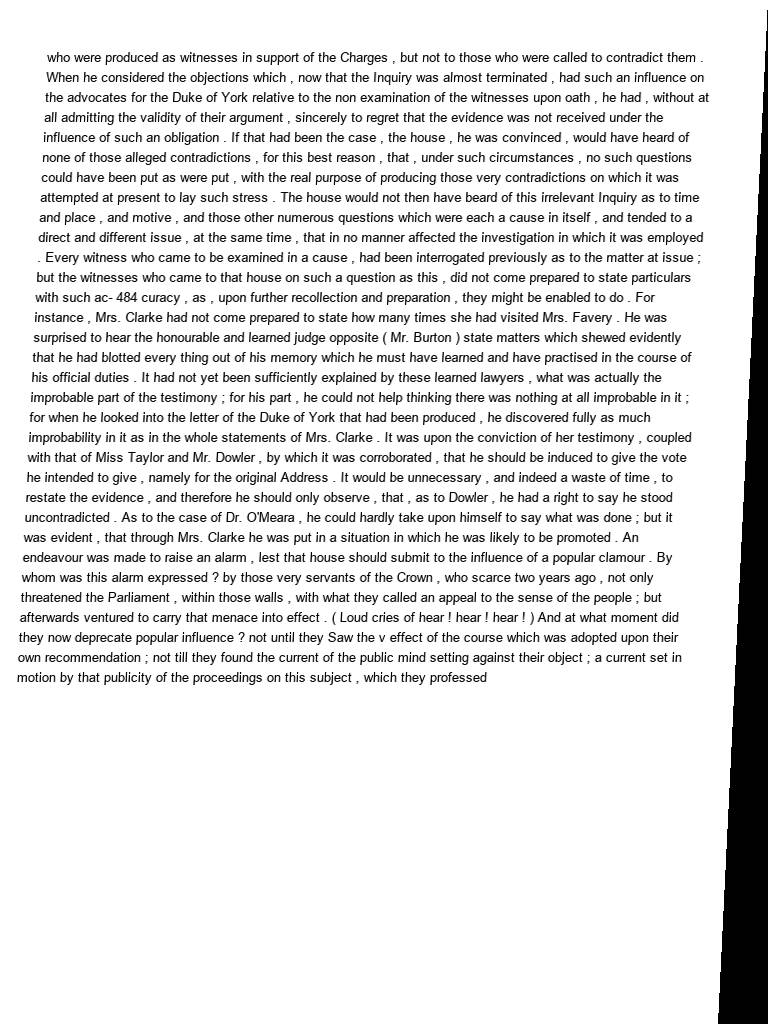 who were produced as witnesses in support of the Charges , but not to those who were called to contradict them .
When he considered the objections which , now that the Inquiry was almost terminated , had such an influence on
the advocates for the Duke of York relative to the non examination of the witnesses upon oath , he had , without at
all admitting the validity of their argument , sincerely to regret that the evidence was not received under the
influence of such an obligation . If that had been the case , the house , he was convinced , would have heard of
none of those alleged contradictions , for this best reason , that , under such circumstances , no such questions
could have been put as were put , with the real purpose of producing those very contradictions on which it was
attempted at present to lay such stress . The house would not then have beard of this irrelevant Inquiry as to time
and place , and motive , and those other numerous questions which were each a cause in itself , and tended to a
direct and different issue , at the same time , that in no manner affected the investigation in which it was employed
. Every witness who came to be examined in a cause , had been interrogated previously as to the matter at issue ;
but the witnesses who came to that house on such a question as this , did not come prepared to state particulars
with such ac- 484 curacy , as , upon further recollection and preparation , they might be enabled to do . For
instance , Mrs. Clarke had not come prepared to state how many times she had visited Mrs. Favery . He was
surprised to hear the honourable and learned judge opposite ( Mr. Burton ) state matters which shewed evidently
that he had blotted every thing out of his memory which he must have learned and have practised in the course of
his official duties . It had not yet been sufficiently explained by these learned lawyers , what was actually the
improbable part of the testimony ; for his part , he could not help thinking there was nothing at all improbable in it ;
for when he looked into the letter of the Duke of York that had been produced , he discovered fully as much
improbability in it as in the whole statements of Mrs. Clarke . It was upon the conviction of her testimony , coupled
with that of Miss Taylor and Mr. Dowler , by which it was corroborated , that he should be induced to give the vote
he intended to give , namely for the original Address . It would be unnecessary , and indeed a waste of time , to
restate the evidence , and therefore he should only observe , that , as to Dowler , he had a right to say he stood
uncontradicted . As to the case of Dr. O'Meara , he could hardly take upon himself to say what was done ; but it
was evident , that through Mrs. Clarke he was put in a situation in which he was likely to be promoted . An
endeavour was made to raise an alarm , lest that house should submit to the influence of a popular clamour . By
whom was this alarm expressed ? by those very servants of the Crown , who scarce two years ago , not only
threatened the Parliament , within those walls , with what they called an appeal to the sense of the people ; but
afterwards ventured to carry that menace into effect . ( Loud cries of hear ! hear ! hear ! ) And at what moment did
they now deprecate popular influence ? not until they Saw the v effect of the course which was adopted upon their
own recommendation ; not till they found the current of the public mind setting against their object ; a current set in
motion by that publicity of the proceedings on this subject , which they professed